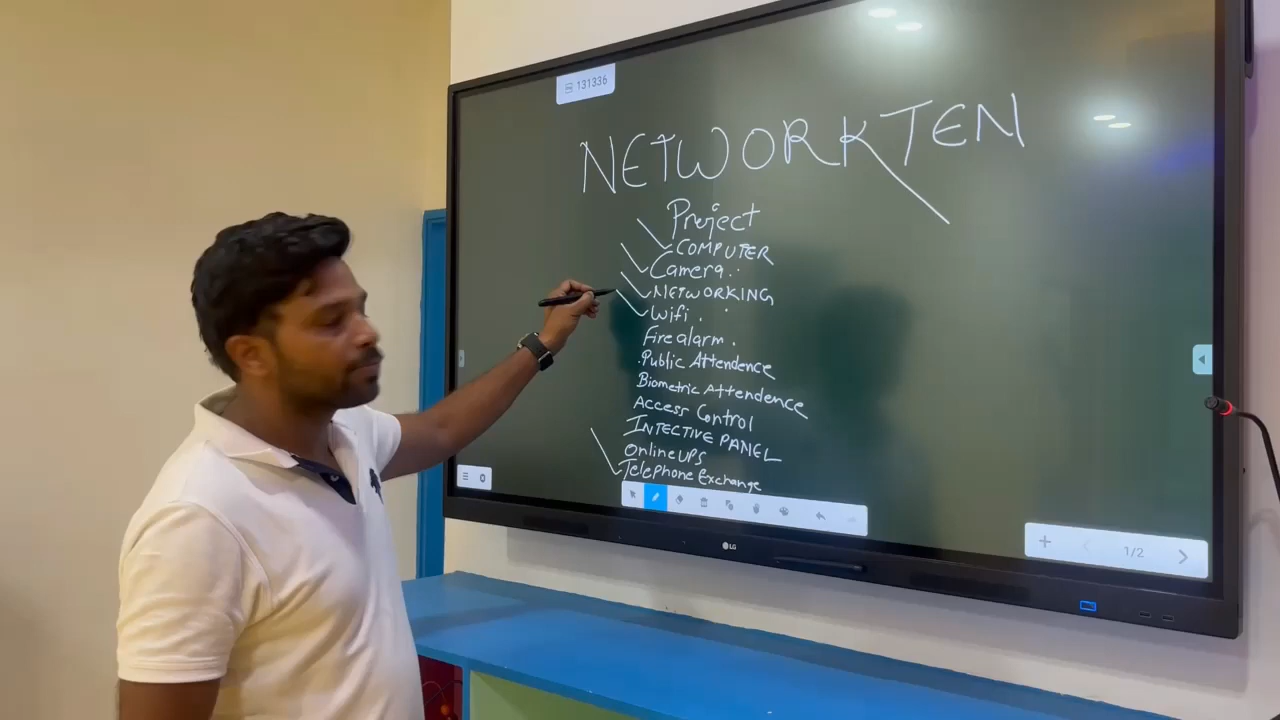 131336
NETWORKTEN
Project
COMPUTER
Camera.
NETWORKING
Wifi.
Fire alarm.
Public Attendence
Biometric Attendence
Access Control
INTECTIVE PANEL
Online UPS
Telephone Exchange
LG
1/2